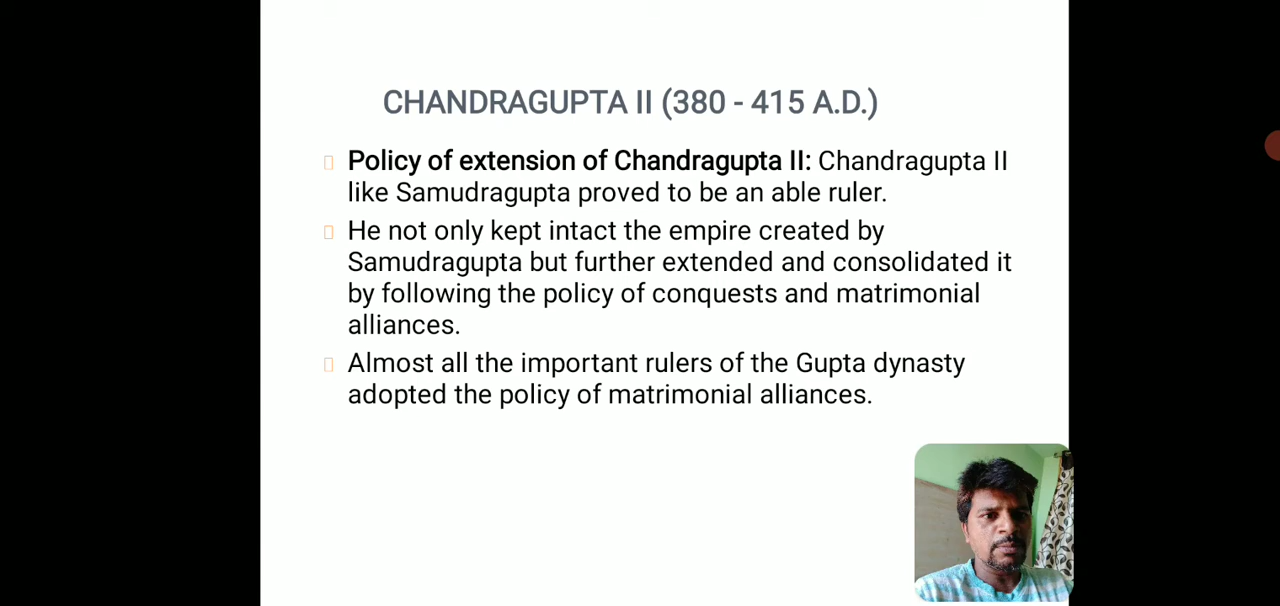 CHANDRAGUPTA II (380 - 415 A.D.)
Policy of extension of Chandragupta II: Chandragupta II
like Samudragupta proved to be an able ruler.
He not only kept intact the empire created by
Samudragupta but further extended and consolidated it
by following the policy of conquests and matrimonial
alliances.
Almost all the important rulers of the Gupta dynasty
adopted the policy of matrimonial alliances.